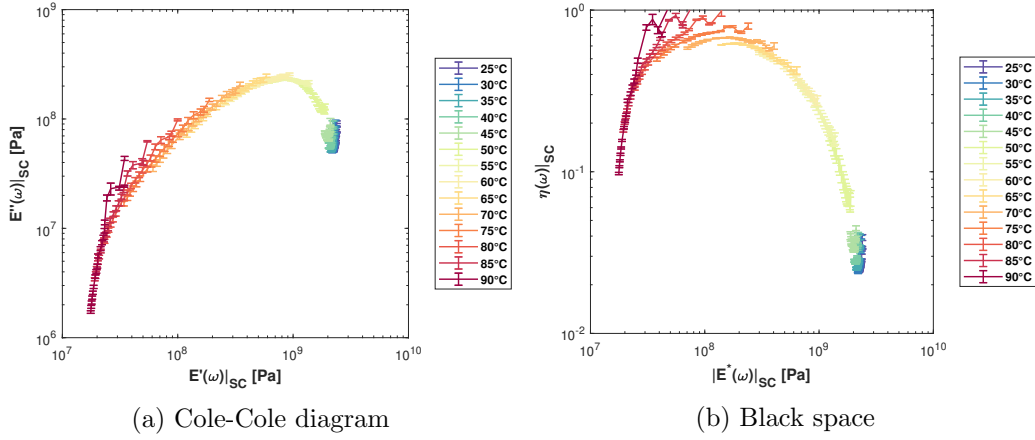 10⁹
10⁸
10⁷
10⁶
E''(ω)|SC [Pa]
10⁷
10⁸
10⁹
10¹⁰
E'(ω)|SC [Pa]
25°C
30°C
35°C
40°C
45°C
50°C
55°C
60°C
65°C
70°C
75°C
80°C
85°C
90°C
(a) Cole-Cole diagram
10⁰
10⁻¹
10⁻²
η(ω)|SC
10⁷
10⁸
10⁹
10¹⁰
|E*(ω)|SC [Pa]
25°C
30°C
35°C
40°C
45°C
50°C
55°C
60°C
65°C
70°C
75°C
80°C
85°C
90°C
(b) Black space